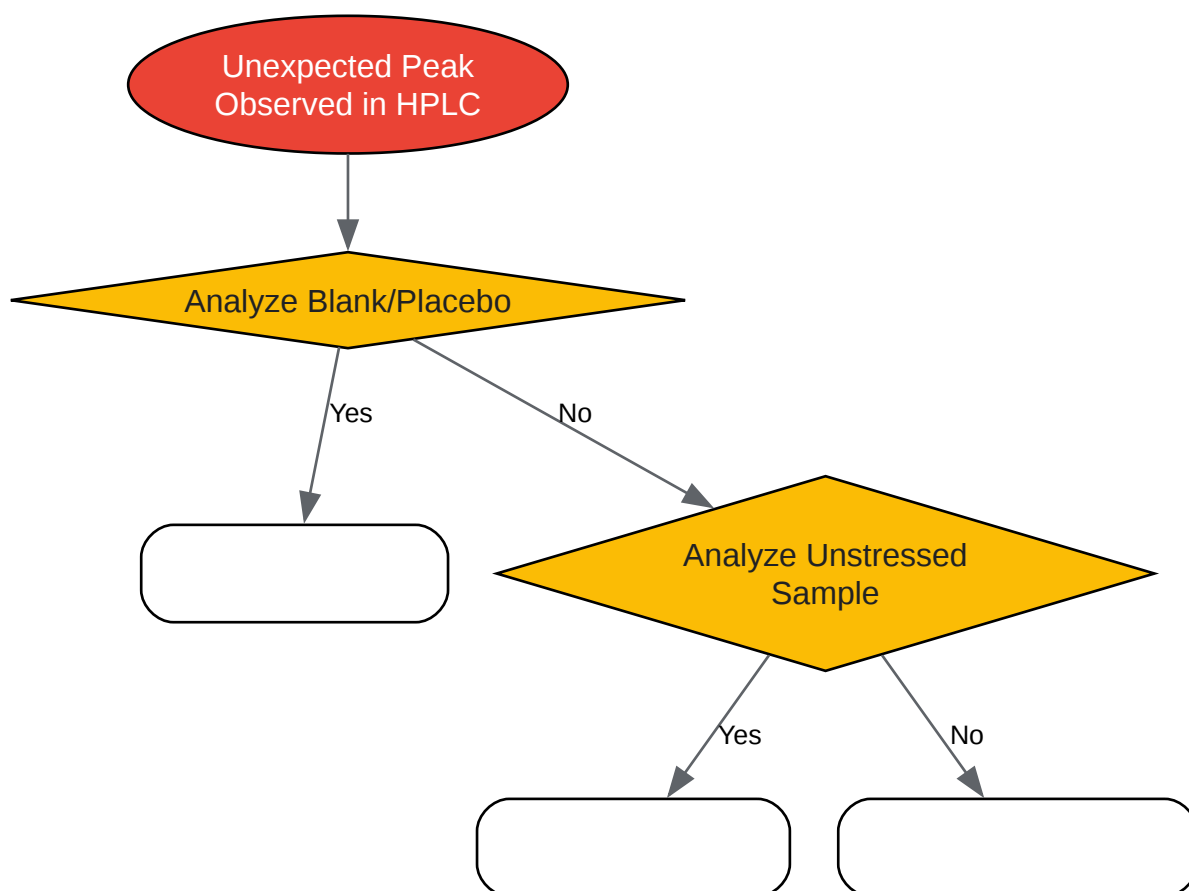 Unexpected Peak
Observed in HPLC
Analyze Blank/Placebo
Yes
No
Analyze Unstressed
Sample
Yes
No